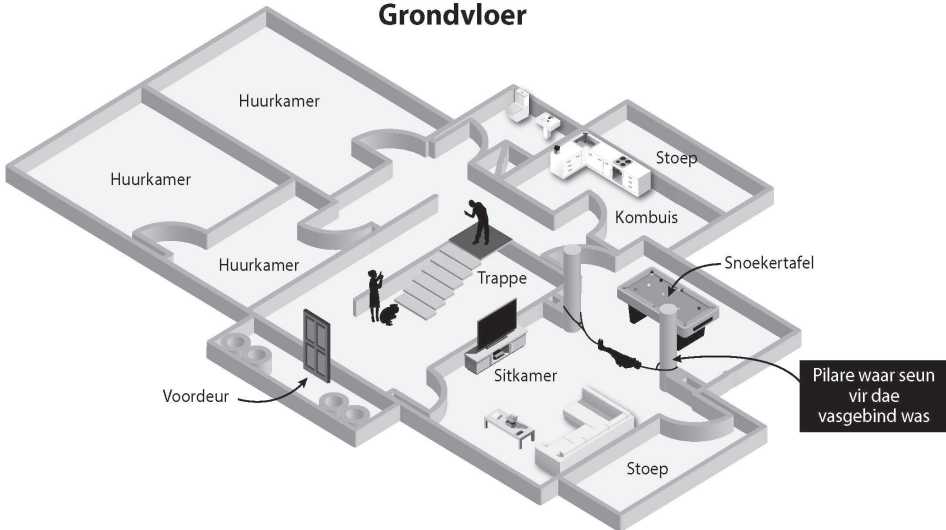 Grondvloer
Huurkamer
Huurkamer
Huurkamer
Stoep
Kombuis
Trappe
Snoekertafel
Sitkamer
Voordeur
Pilare waar seun
vir dae
vasgebind was
Stoep